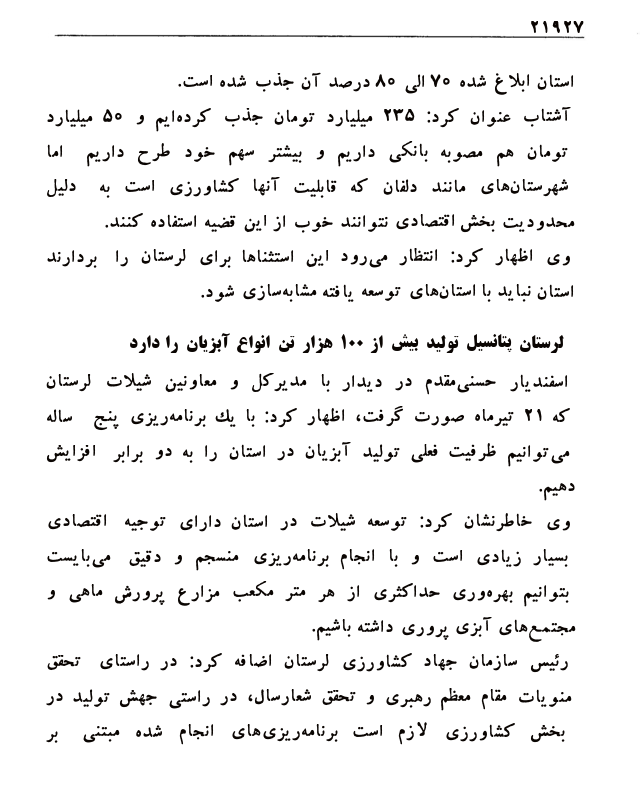 ۲۱۹۲۷
استان ابلاغ شده ۷۰ الی ۸۰ درصد آن جذب شده است.
آشتاب عنوان کرد: ۲۳۵ میلیارد تومان جذب کرده‌ایم و ۵۰ میلیارد
تومان هم مصوبه بانکی داریم و بیشتر سهم خود طرح داریم اما
شهرستان‌های مانند دلفان که قابلیت آنها کشاورزی است به دلیل
محدودیت بخش اقتصادی نتوانند خوب از این قضیه استفاده کنند.
وی اظهار کرد: انتظار می‌رود این استثناها برای لرستان را بردارند
استان نباید با استان‌های توسعه یافته مشابه‌سازی شود.
لرستان پتانسیل تولید بیش از ۱۰۰ هزار تن انواع آبزیان را دارد
اسفندیار حسنی‌مقدم در دیدار با مدیرکل و معاونین شیلات لرستان
که ۲۱ تیرماه صورت گرفت، اظهار کرد: با یك برنامه‌ریزی پنج ساله
می‌توانیم ظرفیت فعلی تولید آبزیان در استان را به دو برابر افزایش
دهیم.
وی خاطرنشان کرد: توسعه شیلات در استان دارای توجیه اقتصادی
بسیار زیادی است و با انجام برنامه‌ریزی منسجم و دقیق می‌بایست
بتوانیم بهره‌وری حداکثری از هر متر مکعب مزارع پرورش ماهی و
مجتمع‌های آبزی پروری داشته باشیم.
رئیس سازمان جهاد کشاورزی لرستان اضافه کرد: در راستای تحقق
منویات مقام معظم رهبری و تحقق شعارسال، در راستی جهش تولید در
بخش کشاورزی لازم است برنامه‌ریزی‌های انجام شده مبتنی بر